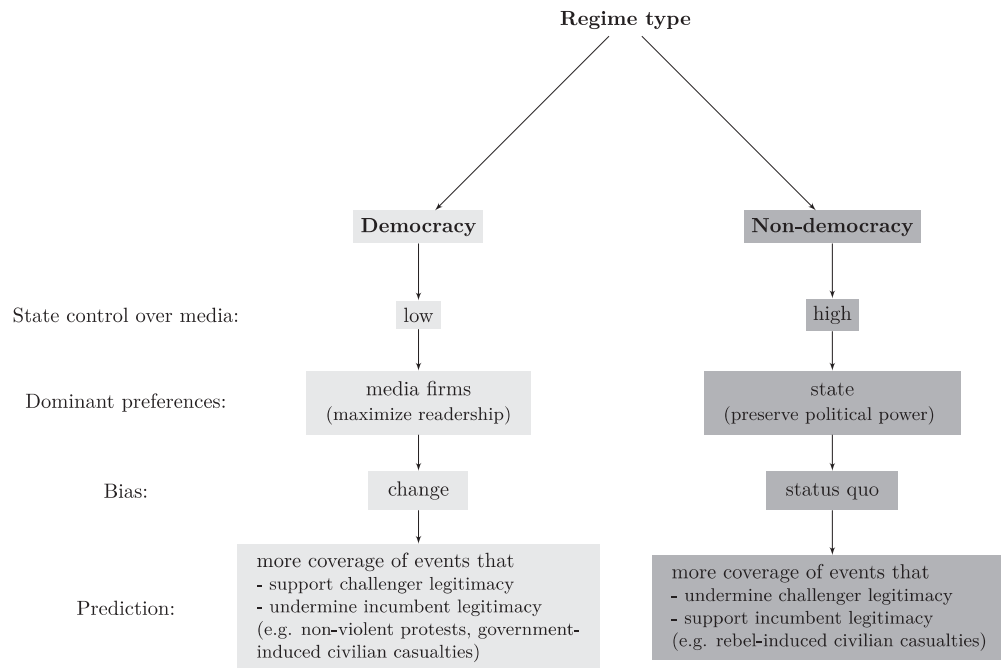 Regime type
Democracy
Non-democracy
State control over media:
low
high
Dominant preferences:
media firms
(maximize readership)
state
(preserve political power)
Bias:
change
status quo
Prediction:
more coverage of events that
- support challenger legitimacy
- undermine incumbent legitimacy
(e.g. non-violent protests, government-
induced civilian casualties)
more coverage of events that
- undermine challenger legitimacy
- support incumbent legitimacy
(e.g. rebel-induced civilian casualties)